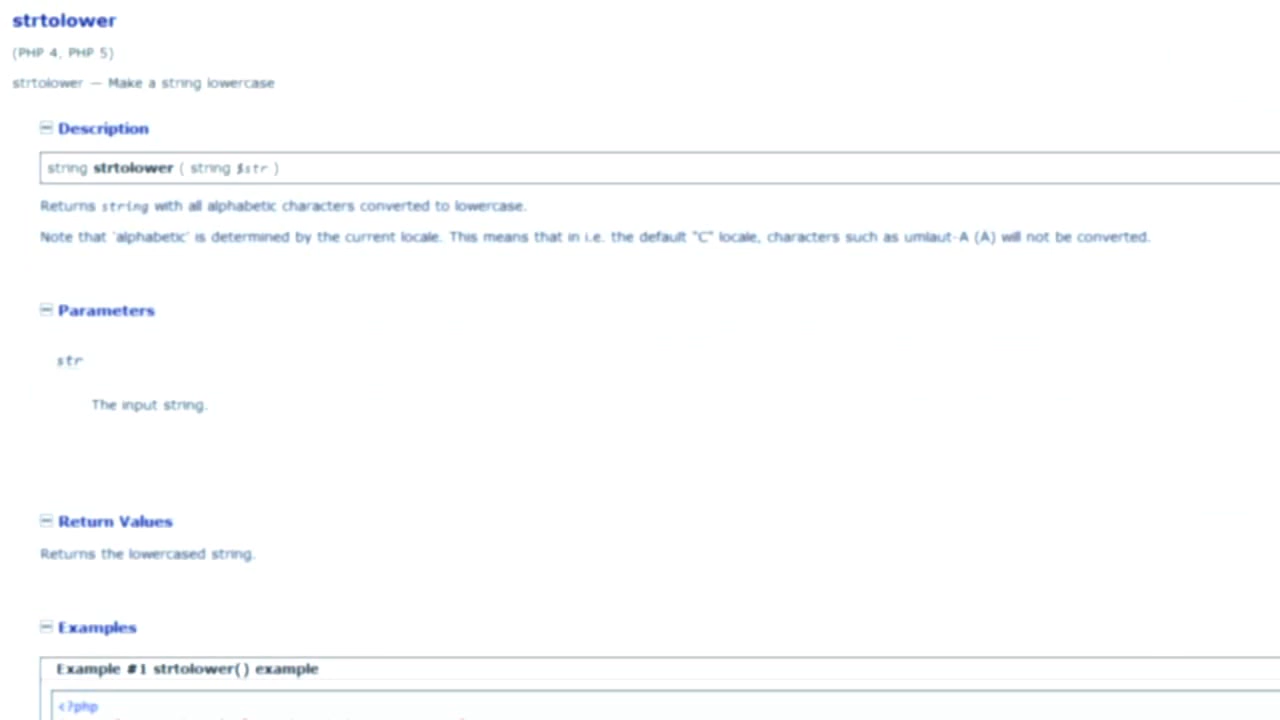 strtolower
(PHP 4, PHP 5)
strtolower — Make a string lowercase
Description
string strtolower ( string $str )
Returns string with all alphabetic characters converted to lowercase.
Note that 'alphabetic' is determined by the current locale. This means that in i.e. the default "C" locale, characters such as umlaut-A (Ä) will not be converted.
Parameters
str
The input string.
Return Values
Returns the lowercased string.
Examples
Example #1 strtolower() example
<?php